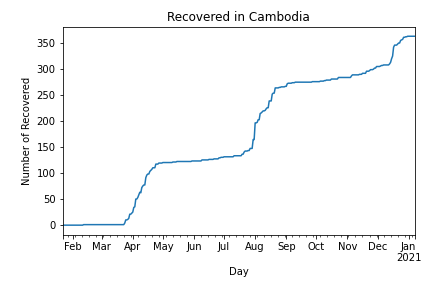 Recovered in Cambodia
Number of Recovered
350
300
250
200
150
100
50
0
Feb Mar Apr May Jun Jul Aug Sep Oct Nov Dec Jan
2021
Day